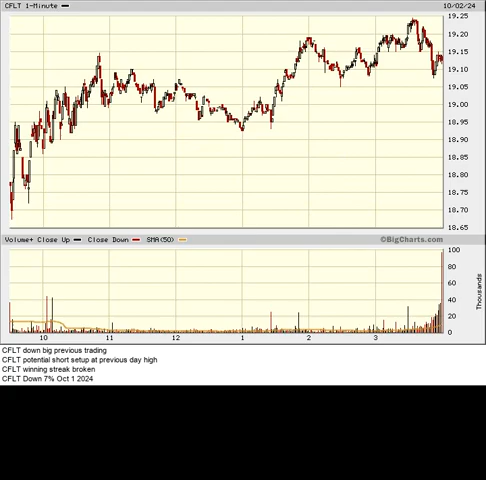 CFLT 1-Minute 10/02/24
19.25
19.20
19.15
19.10
19.05
19.00
18.95
18.90
18.85
18.80
18.75
18.70
18.65
Volume+ Close Up Close Down SMA(50) ©BigCharts.com
100
80
60
40
20
0
Thousands
10 11 12 1 2 3
CFLT down big previous trading
CFLT potential short setup at previous day high
CFLT winning streak broken
CFLT Down 7% Oct 1 2024